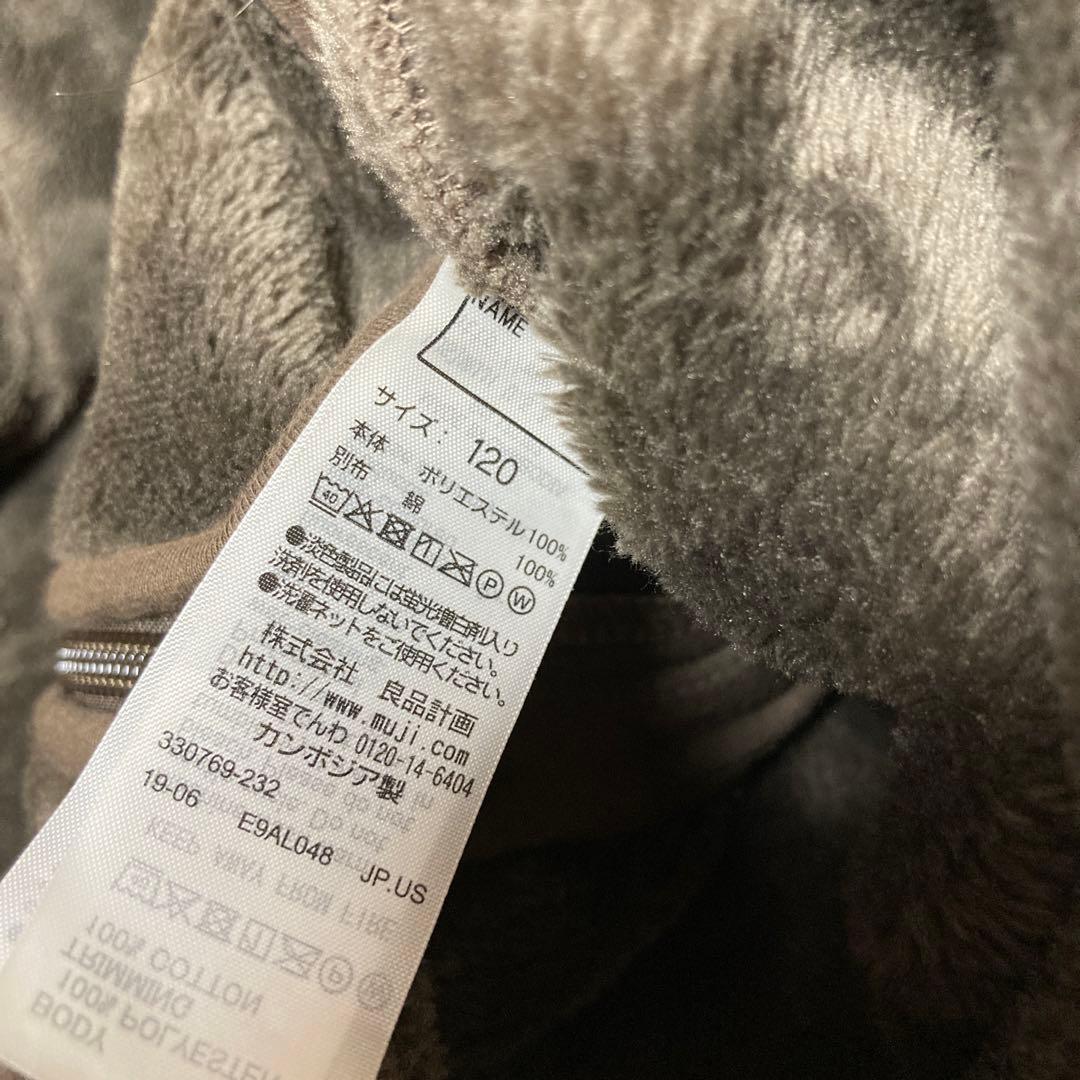 NAME
サイズ: 120
本体 ポリエステル100%
別布 綿 100%
40 P W
●淡色製品には蛍光増白剤入り
洗剤を使用しないでください。
●洗濯ネットをご使用ください。
株式会社 良品計画
http://www.muji.com
お客様室でんわ 0120-14-6404
カンボジア製
330769-232
19-06 E9AL048 JP.US
KEEP AWAY FROM FIRE
100% COTTON
TRIMMING
100% POLYESTER
BODY